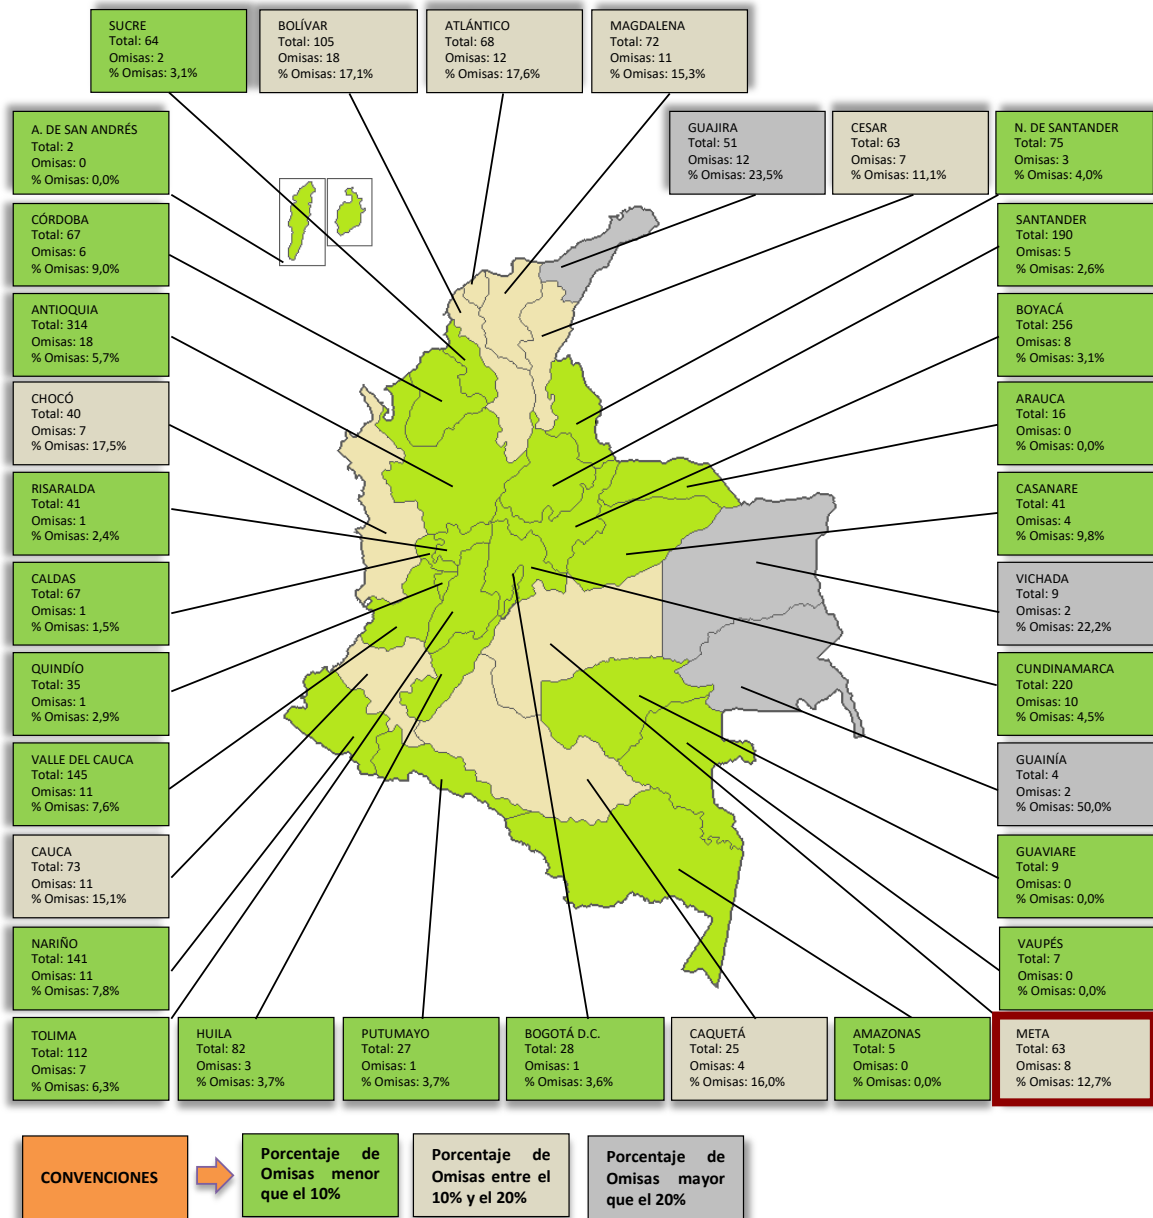 SUCRE
Total: 64
Omisas: 2
% Omisas: 3,1%
BOLÍVAR
Total: 105
Omisas: 18
% Omisas: 17,1%
ATLÁNTICO
Total: 68
Omisas: 12
% Omisas: 17,6%
MAGDALENA
Total: 72
Omisas: 11
% Omisas: 15,3%
A. DE SAN ANDRÉS
Total: 2
Omisas: 0
% Omisas: 0,0%
GUAJIRA
Total: 51
Omisas: 12
% Omisas: 23,5%
CESAR
Total: 63
Omisas: 7
% Omisas: 11,1%
N. DE SANTANDER
Total: 75
Omisas: 3
% Omisas: 4,0%
CÓRDOBA
Total: 67
Omisas: 6
% Omisas: 9,0%
SANTANDER
Total: 190
Omisas: 5
% Omisas: 2,6%
ANTIOQUIA
Total: 314
Omisas: 18
% Omisas: 5,7%
BOYACÁ
Total: 256
Omisas: 8
% Omisas: 3,1%
CHOCÓ
Total: 40
Omisas: 7
% Omisas: 17,5%
ARAUCA
Total: 16
Omisas: 0
% Omisas: 0,0%
RISARALDA
Total: 41
Omisas: 1
% Omisas: 2,4%
CASANARE
Total: 41
Omisas: 4
% Omisas: 9,8%
CALDAS
Total: 67
Omisas: 1
% Omisas: 1,5%
VICHADA
Total: 9
Omisas: 2
% Omisas: 22,2%
QUINDÍO
Total: 35
Omisas: 1
% Omisas: 2,9%
CUNDINAMARCA
Total: 220
Omisas: 10
% Omisas: 4,5%
VALLE DEL CAUCA
Total: 145
Omisas: 11
% Omisas: 7,6%
GUAINÍA
Total: 4
Omisas: 2
% Omisas: 50,0%
CAUCA
Total: 73
Omisas: 11
% Omisas: 15,1%
GUAVIARE
Total: 9
Omisas: 0
% Omisas: 0,0%
NARIÑO
Total: 141
Omisas: 11
% Omisas: 7,8%
VAUPÉS
Total: 7
Omisas: 0
% Omisas: 0,0%
TOLIMA
Total: 112
Omisas: 7
% Omisas: 6,3%
HUILA
Total: 82
Omisas: 3
% Omisas: 3,7%
PUTUMAYO
Total: 27
Omisas: 1
% Omisas: 3,7%
BOGOTÁ D.C.
Total: 28
Omisas: 1
% Omisas: 3,6%
CAQUETÁ
Total: 25
Omisas: 4
% Omisas: 16,0%
AMAZONAS
Total: 5
Omisas: 0
% Omisas: 0,0%
META
Total: 63
Omisas: 8
% Omisas: 12,7%
CONVENCIONES
Porcentaje de
Omisas menor
que el 10%
Porcentaje de
Omisas entre el
10% y el 20%
Porcentaje de
Omisas mayor
que el 20%